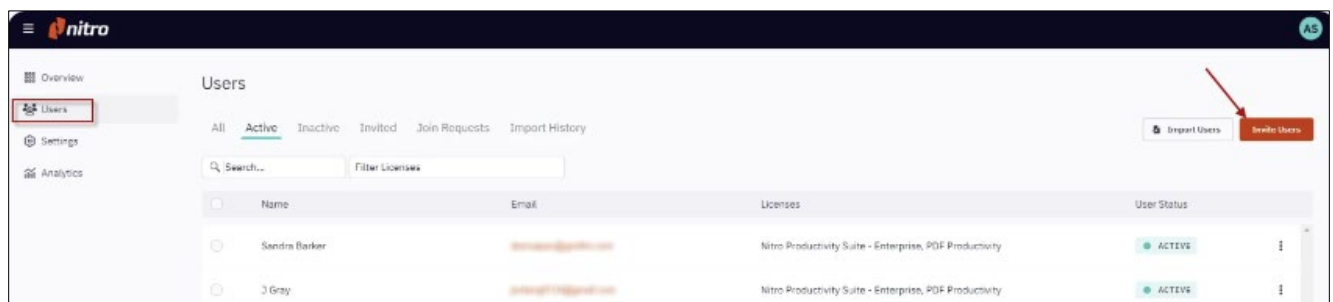 nitro
AS
Overview
Users
Settings
Analytics
Users
All Active Inactive Invited Join Requests Import History
Import Users Invite Users
Search... Filter Licenses
Name Email Licenses User Status
Sandra Barker Nitro Productivity Suite - Enterprise, PDF Productivity ACTIVE
J Gray Nitro Productivity Suite - Enterprise, PDF Productivity ACTIVE